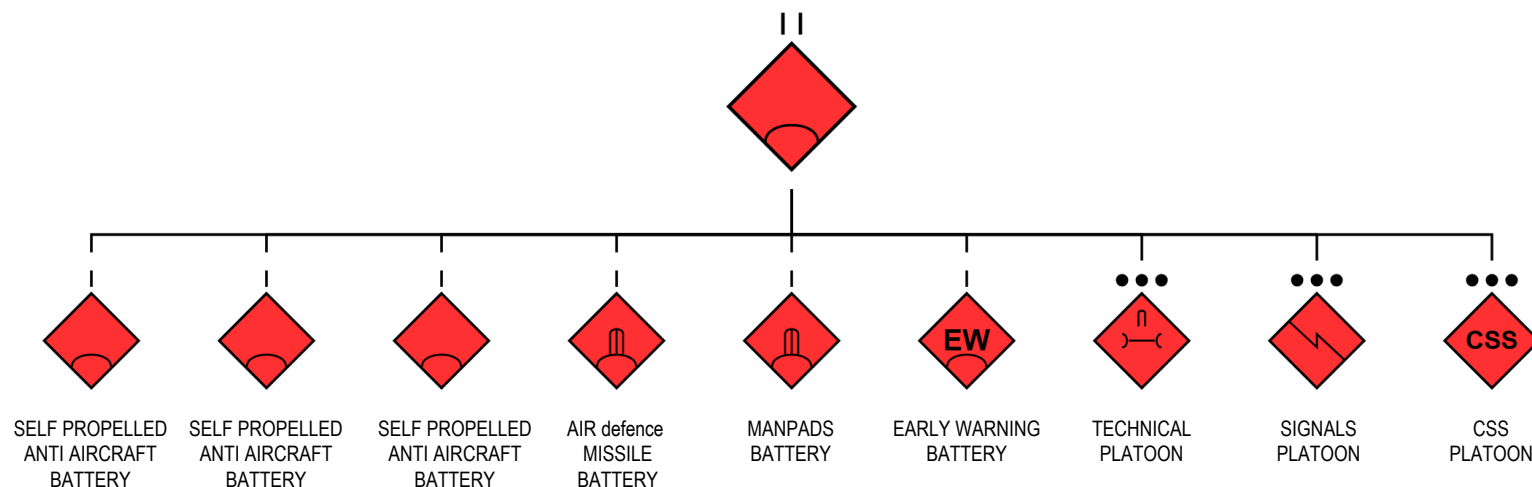 EW
CSS
SELF PROPELLED
ANTI AIRCRAFT
BATTERY
SELF PROPELLED
ANTI AIRCRAFT
BATTERY
SELF PROPELLED
ANTI AIRCRAFT
BATTERY
AIR defence
MISSILE
BATTERY
MANPADS
BATTERY
EARLY WARNING
BATTERY
TECHNICAL
PLATOON
SIGNALS
PLATOON
CSS
PLATOON